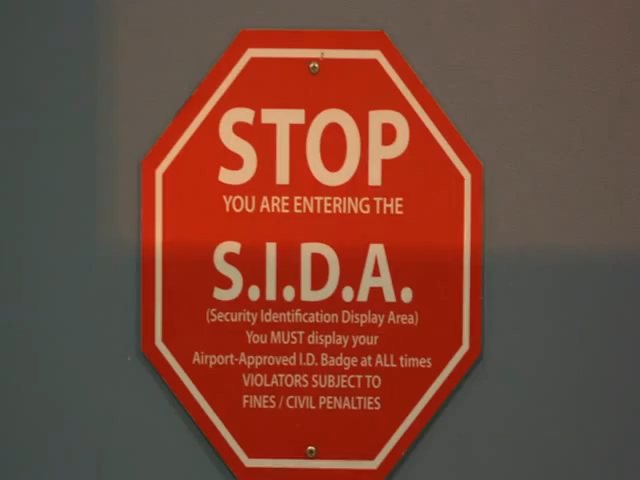 STOP
YOU ARE ENTERING THE
S.I.D.A.
(Security Identification Display Area)
You MUST display your
Airport-Approved I.D. Badge at ALL times
VIOLATORS SUBJECT TO
FINES / CIVIL PENALTIES